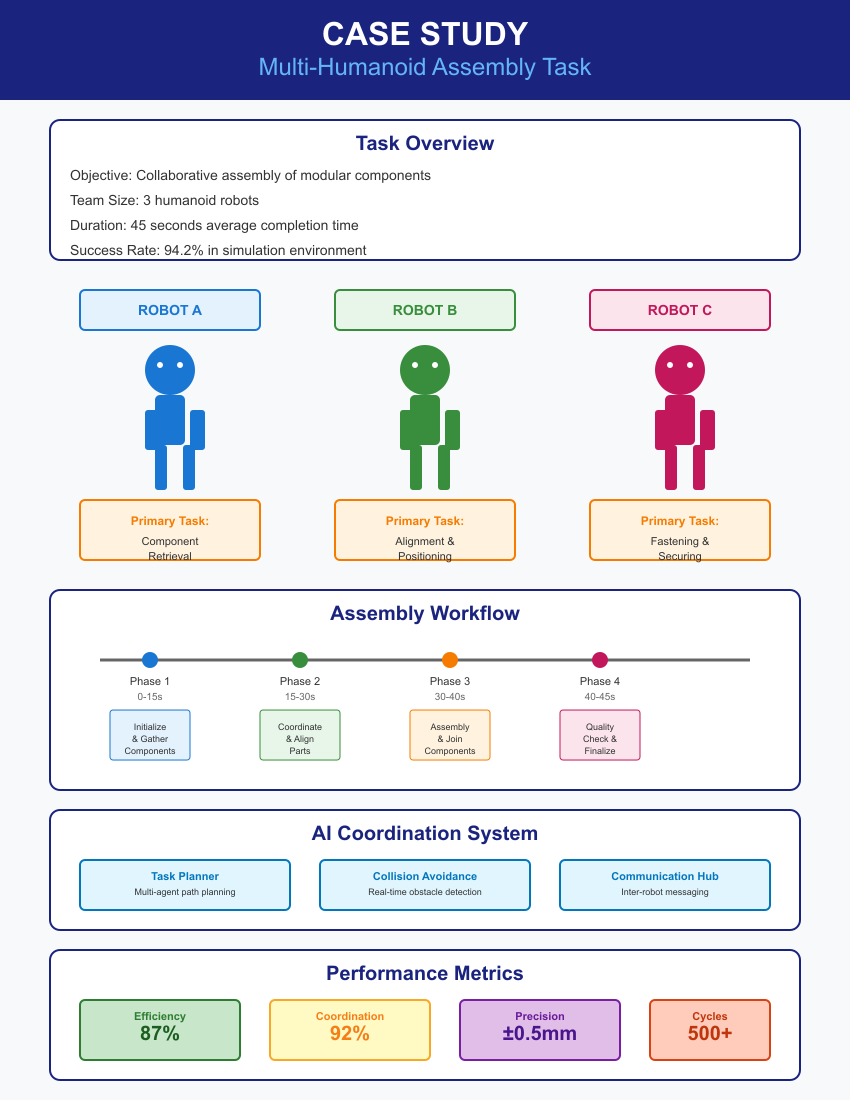 CASE STUDY
Multi-Humanoid Assembly Task
Task Overview
Objective: Collaborative assembly of modular components
Team Size: 3 humanoid robots
Duration: 45 seconds average completion time
Success Rate: 94.2% in simulation environment
ROBOT A
ROBOT B
ROBOT C
Primary Task:
Component
Retrieval
Primary Task:
Alignment &
Positioning
Primary Task:
Fastening &
Securing
Assembly Workflow
Phase 1
0-15s
Initialize
& Gather
Components
Phase 2
15-30s
Coordinate
& Align
Parts
Phase 3
30-40s
Assembly
& Join
Components
Phase 4
40-45s
Quality
Check &
Finalize
AI Coordination System
Task Planner
Multi-agent path planning
Collision Avoidance
Real-time obstacle detection
Communication Hub
Inter-robot messaging
Performance Metrics
Efficiency
87%
Coordination
92%
Precision
±0.5mm
Cycles
500+